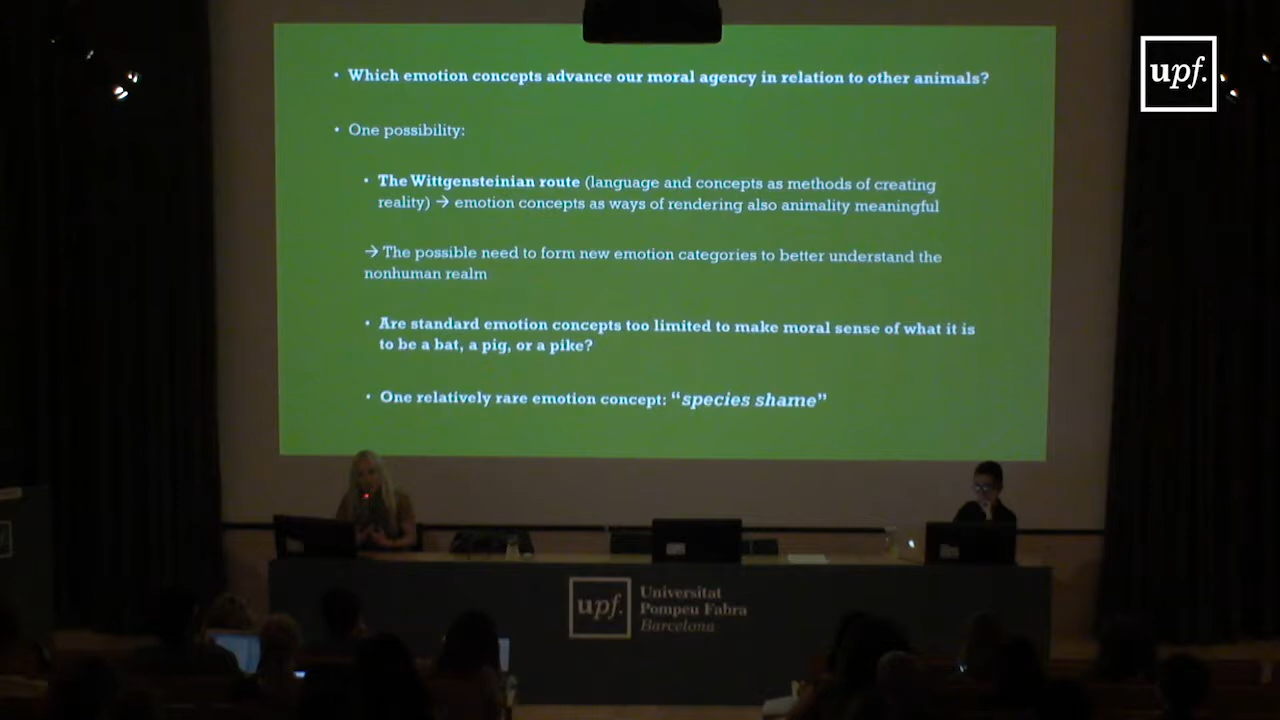 upf.
• Which emotion concepts advance our moral agency in relation to other animals?
• One possibility:
• The Wittgensteinian route (language and concepts as methods of creating
reality) → emotion concepts as ways of rendering also animality meaningful
→ The possible need to form new emotion categories to better understand the
nonhuman realm
• Are standard emotion concepts too limited to make moral sense of what it is
to be a bat, a pig, or a pike?
• One relatively rare emotion concept: “species shame”
upf.
Universitat
Pompeu Fabra
Barcelona